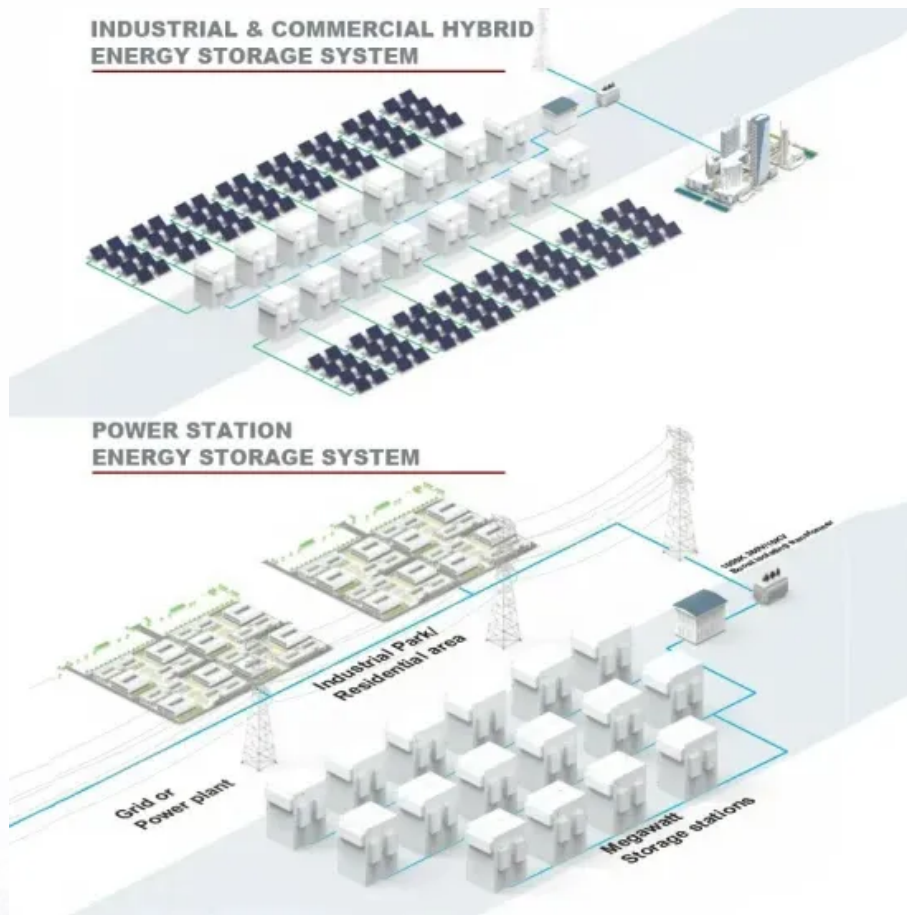 INDUSTRIAL & COMMERCIAL HYBRID
ENERGY STORAGE SYSTEM
POWER STATION
ENERGY STORAGE SYSTEM
Industrial Park/
Residential area
Grid or
Power plant
Megawatt
Storage stations